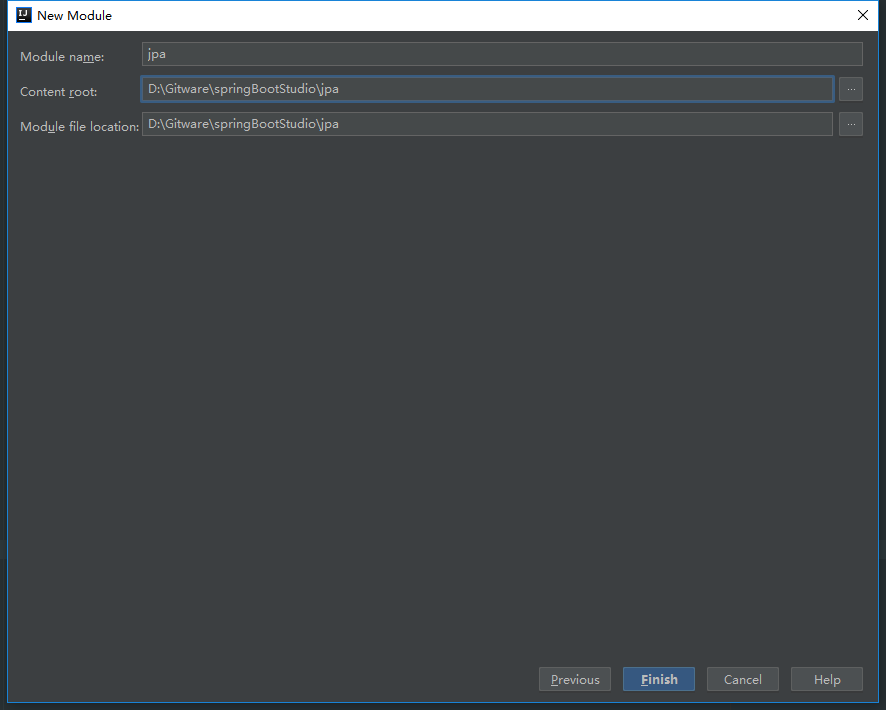 New Module
Module name: jpa
Content root: D:\Gitware\springBootStudio\jpa ...
Module file location: D:\Gitware\springBootStudio\jpa ...
Previous Finish Cancel Help